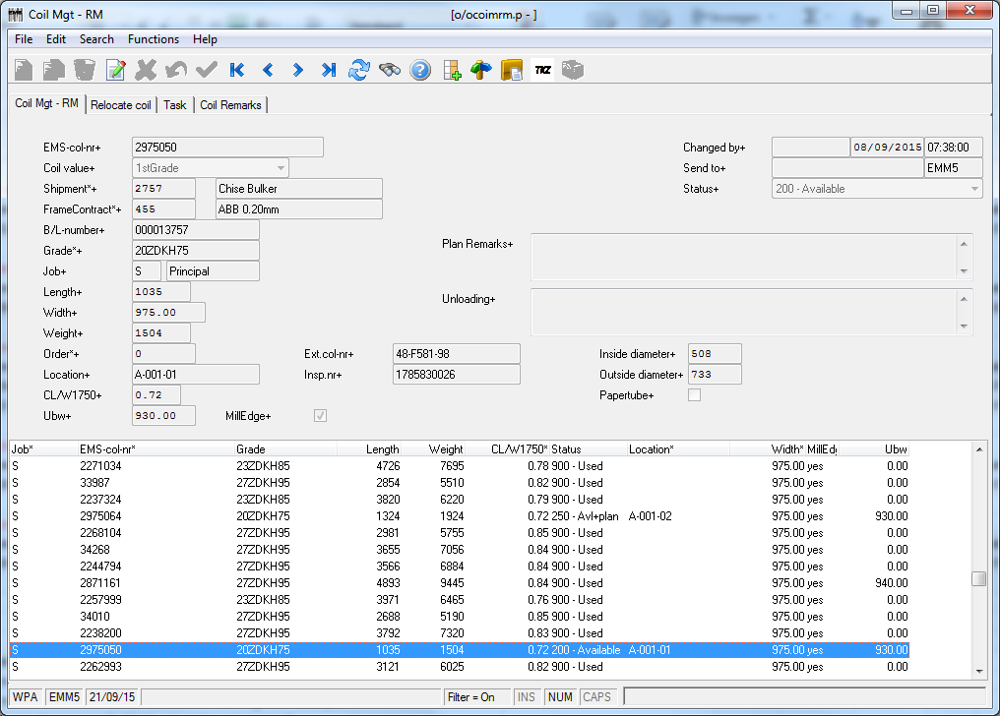 Coil Mgt - RM [o/ocoimrm.p - ]
File Edit Search Functions Help
TKZ
Coil Mgt - RM Relocate coil Task Coil Remarks
EMS-col-nr+ 2975050 Changed by+ 08/09/2015 07:38:00
Coil value+ 1stGrade Send to+ EMM5
Shipment*+ 2757 Chise Bulker Status+ 200 - Available
FrameContract*+ 455 ABB 0.20mm
B/L-number+ 000013757
Grade*+ 20ZDKH75 Plan Remarks+
Job+ S Principal
Length+ 1035 Unloading+
Width+ 975.00
Weight+ 1504
Order*+ 0 Ext.col-nr+ 48-F581-98 Inside diameter+ 508
Location+ A-001-01 Insp.nr+ 1785830026 Outside diameter+ 733
CL/W1750+ 0.72 Papertube+
Ubw+ 930.00 MillEdge+
Job* EMS-col-nr* Grade Length Weight CL/W1750* Status Location* Width* MillEd Ubw
S 2271034 23ZDKH85 4726 7695 0.78 900 - Used 975.00 yes 0.00
S 33987 27ZDKH95 2854 5510 0.82 900 - Used 975.00 yes 0.00
S 2237324 23ZDKH85 3820 6220 0.79 900 - Used 975.00 yes 0.00
S 2975064 20ZDKH75 1324 1924 0.72 250 - Avl+plan A-001-02 975.00 yes 930.00
S 2268104 27ZDKH95 2981 5755 0.85 900 - Used 975.00 yes 0.00
S 34268 27ZDKH95 3655 7056 0.84 900 - Used 975.00 yes 0.00
S 2244794 27ZDKH95 3566 6884 0.84 900 - Used 975.00 yes 0.00
S 2871161 27ZDKH95 4893 9445 0.84 900 - Used 975.00 yes 940.00
S 2257999 23ZDKH85 3971 6465 0.76 900 - Used 975.00 yes 0.00
S 34010 27ZDKH95 2688 5190 0.85 900 - Used 975.00 yes 0.00
S 2238200 27ZDKH95 3792 7320 0.83 900 - Used 975.00 yes 0.00
S 2975050 20ZDKH75 1035 1504 0.72 200 - Available A-001-01 975.00 yes 930.00
S 2262993 27ZDKH95 3121 6025 0.82 900 - Used 975.00 yes 0.00
WPA EMM5 21/09/15 Filter = On INS NUM CAPS